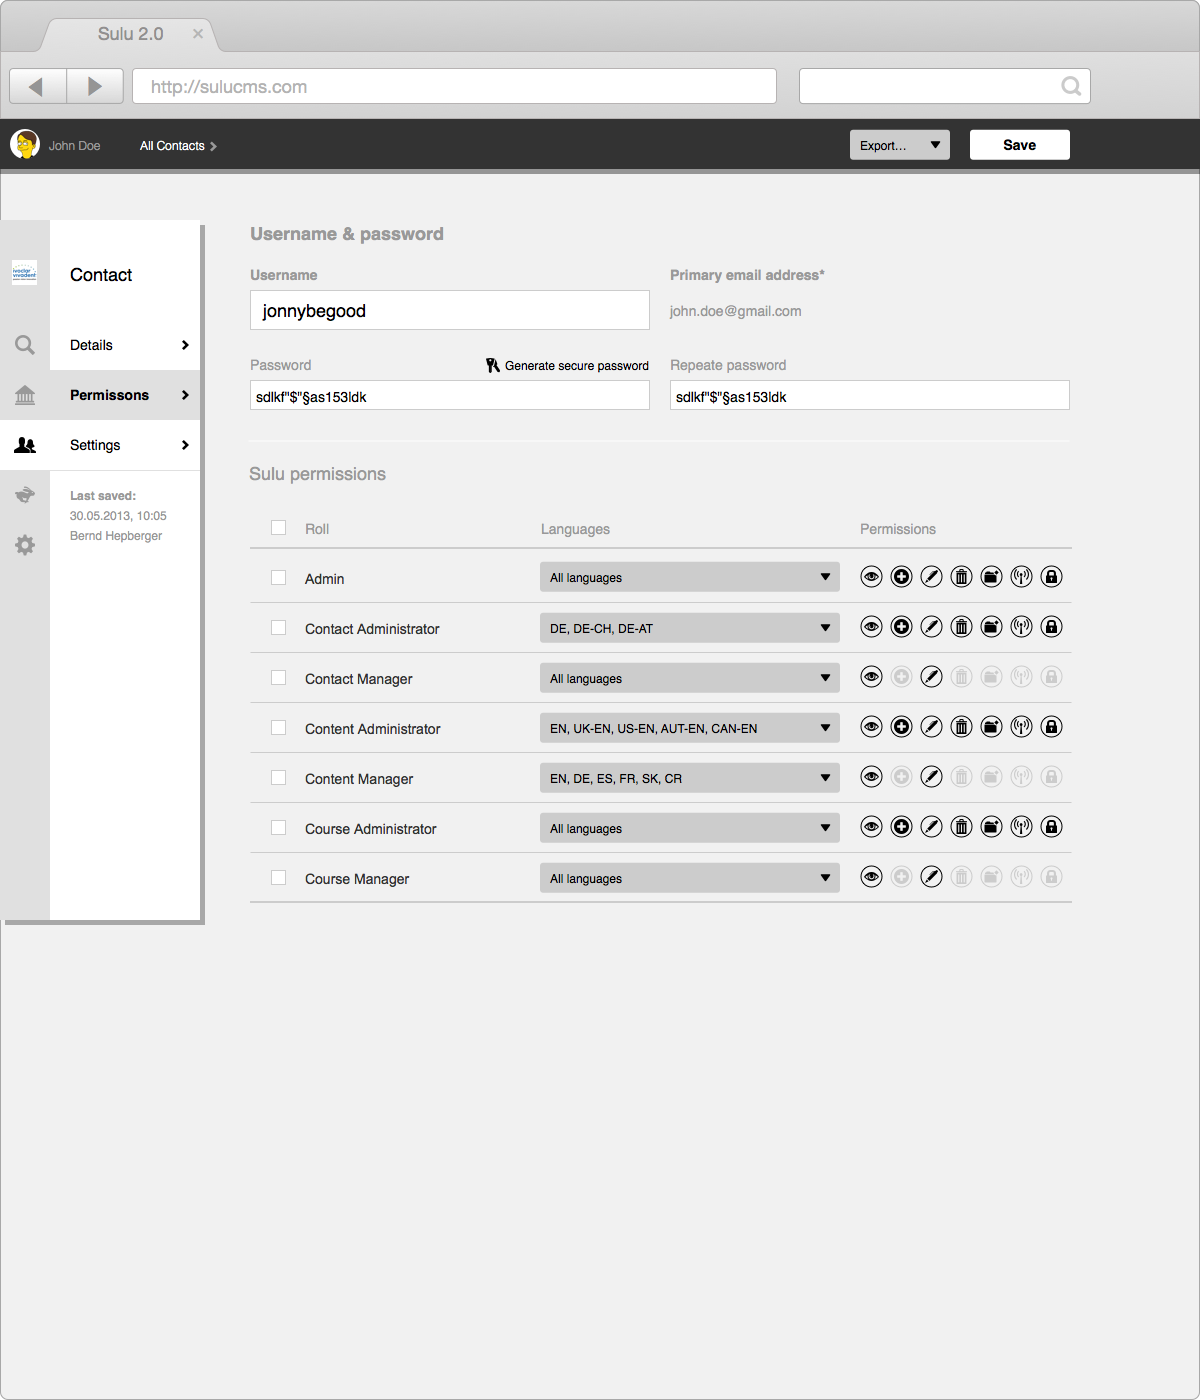 Sulu 2.0
http://sulucms.com
John Doe
All Contacts
Export...
Save
ivoclar
vivadent
Contact
Details
Permissons
Settings
Last saved:
30.05.2013, 10:05
Bernd Hepberger
Username & password
Username
Primary email address*
jonnybegood
john.doe@gmail.com
Password
Generate secure password
Repeate password
sdlkf"$"§as153ldk
sdlkf"$"§as153ldk
Sulu permissions
Roll
Languages
Permissions
Admin
All languages
Contact Administrator
DE, DE-CH, DE-AT
Contact Manager
All languages
Content Administrator
EN, UK-EN, US-EN, AUT-EN, CAN-EN
Content Manager
EN, DE, ES, FR, SK, CR
Course Administrator
All languages
Course Manager
All languages